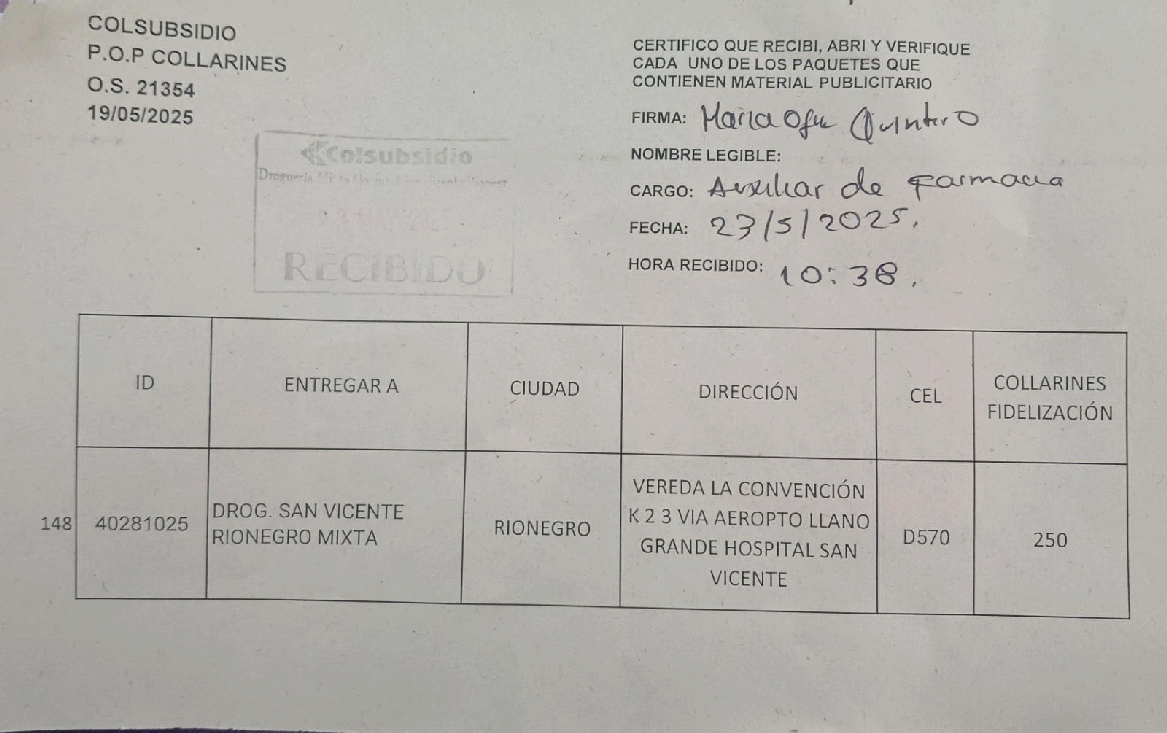 COLSUBSIDIO
P.O.P COLLARINES
O.S. 21354
19/05/2025
Colsubsidio
RECIBIDO
CERTIFICO QUE RECIBI, ABRI Y VERIFIQUE
CADA UNO DE LOS PAQUETES QUE
CONTIENEN MATERIAL PUBLICITARIO
FIRMA: Maria Quintero
NOMBRE LEGIBLE:
CARGO: Auxiliar de Farmacia
FECHA: 23/5/2025.
HORA RECIBIDO: 10:38.
ID ENTREGAR A CIUDAD DIRECCIÓN CEL COLLARINES
FIDELIZACIÓN
148 40281025 DROG. SAN VICENTE
RIONEGRO MIXTA
RIONEGRO
VEREDA LA CONVENCIÓN
K 2 3 VIA AEROPTO LLANO
GRANDE HOSPITAL SAN
VICENTE
D570
250